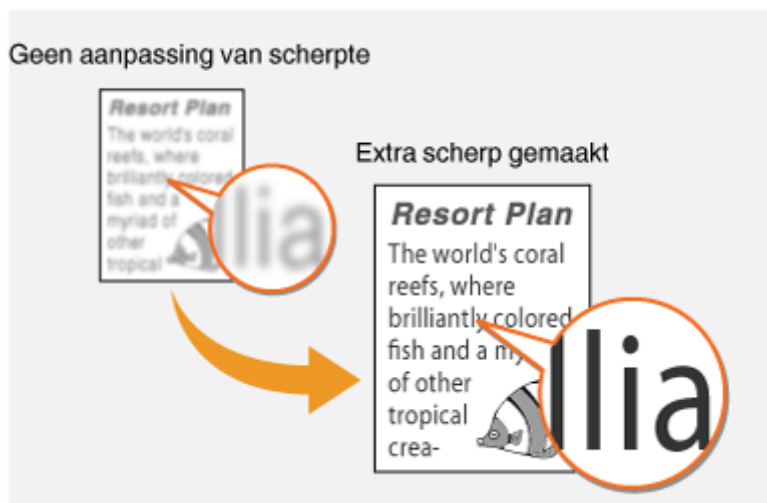 Geen aanpassing van scherpte
Resort Plan
The world's coral
reefs, where
brilliantly colored
fish and a
myriad of
other
tropical
llia
Extra scherp gemaakt
Resort Plan
The world's coral
reefs, where
brilliantly colored
fish and a my
of other
tropical
crea-
llia